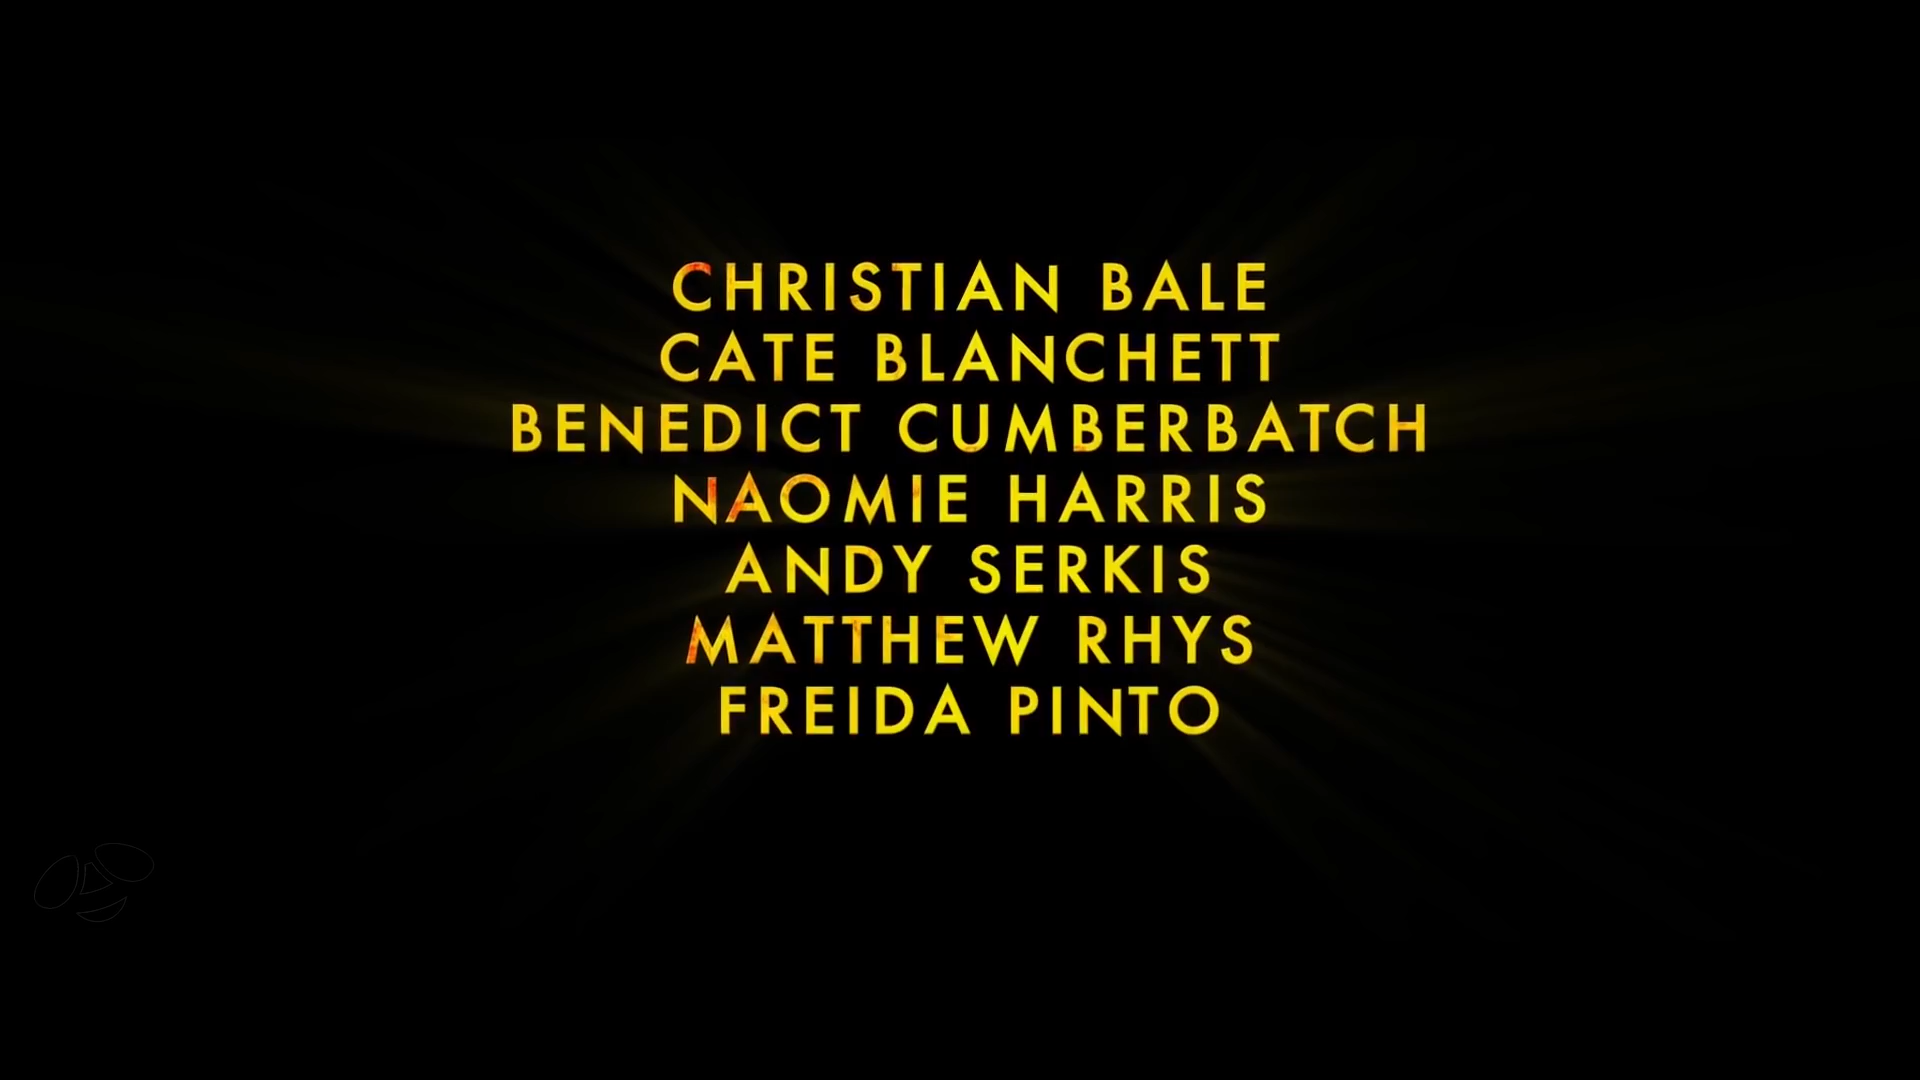 CHRISTIAN BALE
CATE BLANCHETT
BENEDICT CUMBERBATCH
NAOMIE HARRIS
ANDY SERKIS
MATTHEW RHYS
FREIDA PINTO